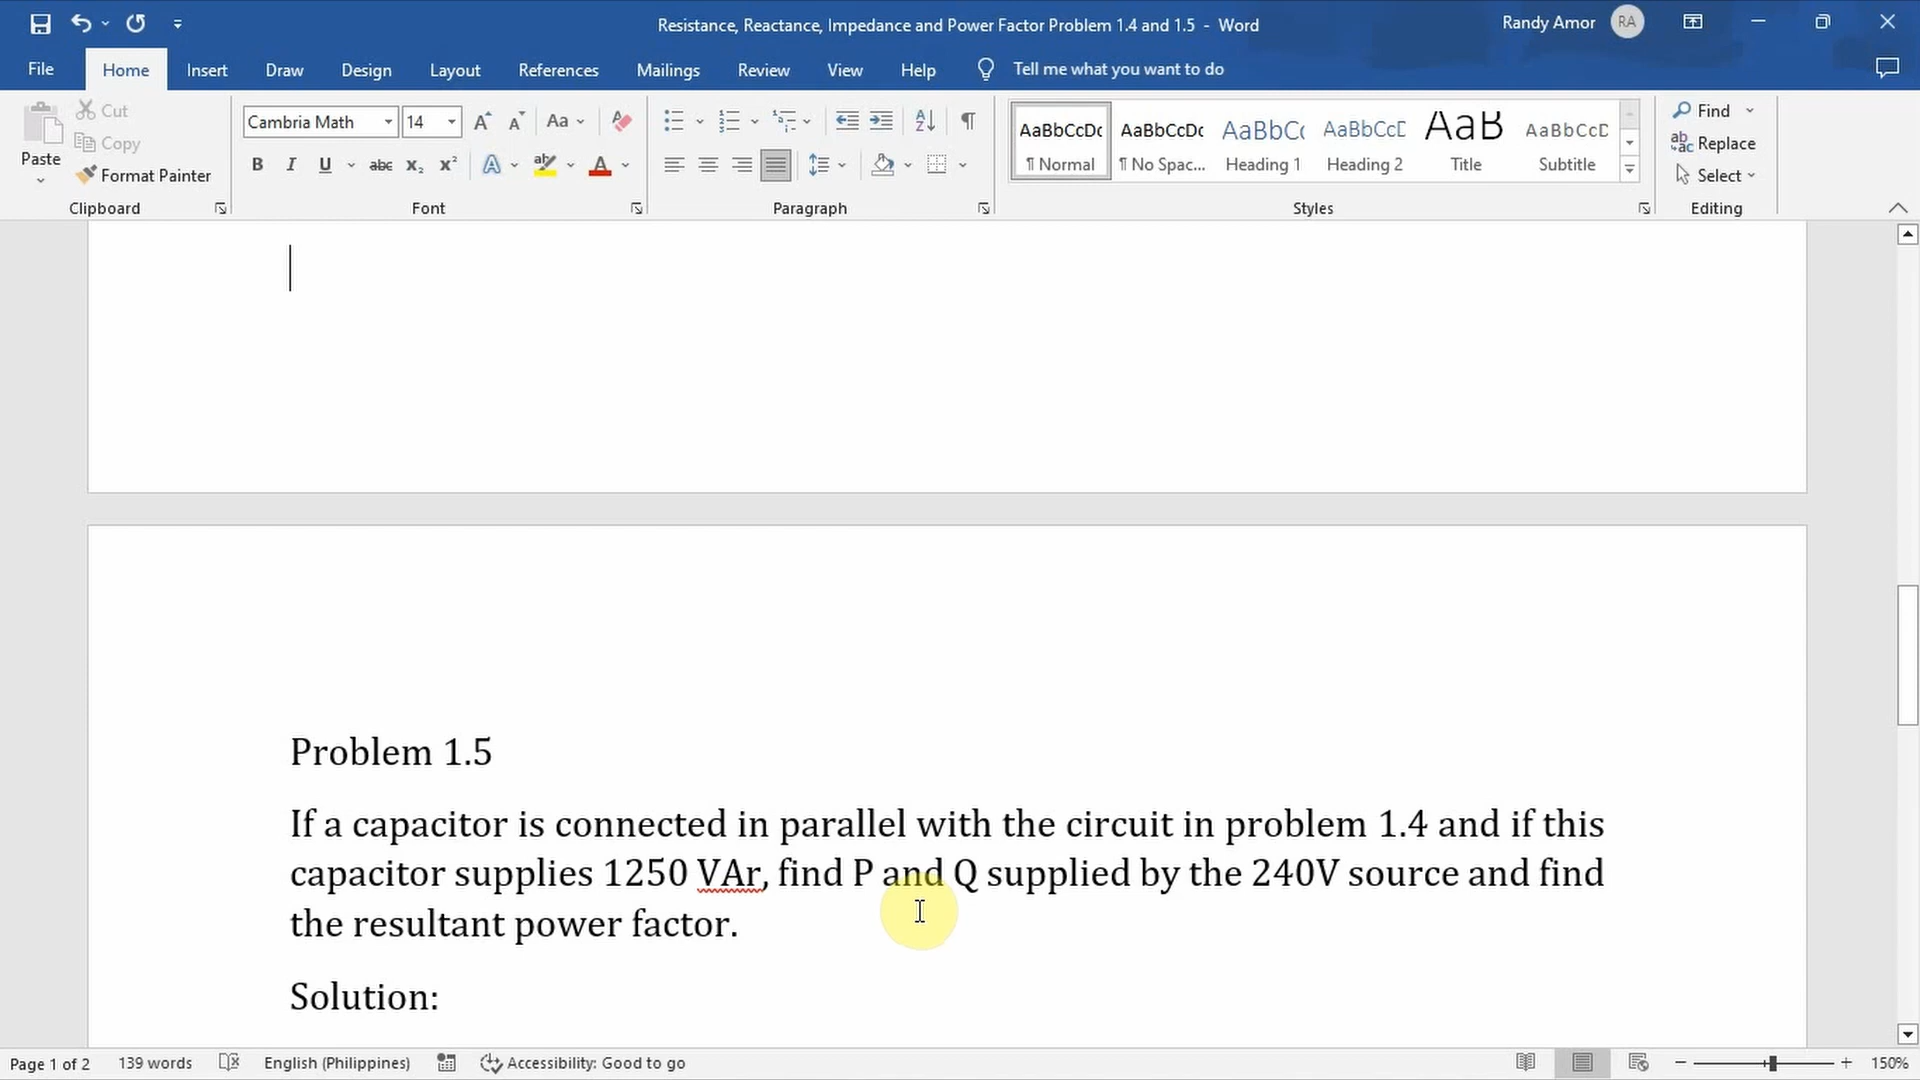 Resistance, Reactance, Impedance and Power Factor Problem 1.4 and 1.5 - Word
Randy Amor
RA
File
Home
Insert
Draw
Design
Layout
References
Mailings
Review
View
Help
Tell me what you want to do
Paste
Cut
Copy
Format Painter
Clipboard
Cambria Math
14
Font
Paragraph
AaBbCcDc
¶ Normal
AaBbCcDc
¶ No Spac...
AaBbC(
Heading 1
AaBbCcD
Heading 2
AaB
Title
AaBbCcD
Subtitle
Styles
Find
Replace
Select
Editing
Problem 1.5
If a capacitor is connected in parallel with the circuit in problem 1.4 and if this
capacitor supplies 1250 VAr, find P and Q supplied by the 240V source and find
the resultant power factor.
Solution:
Page 1 of 2
139 words
English (Philippines)
Accessibility: Good to go
150%